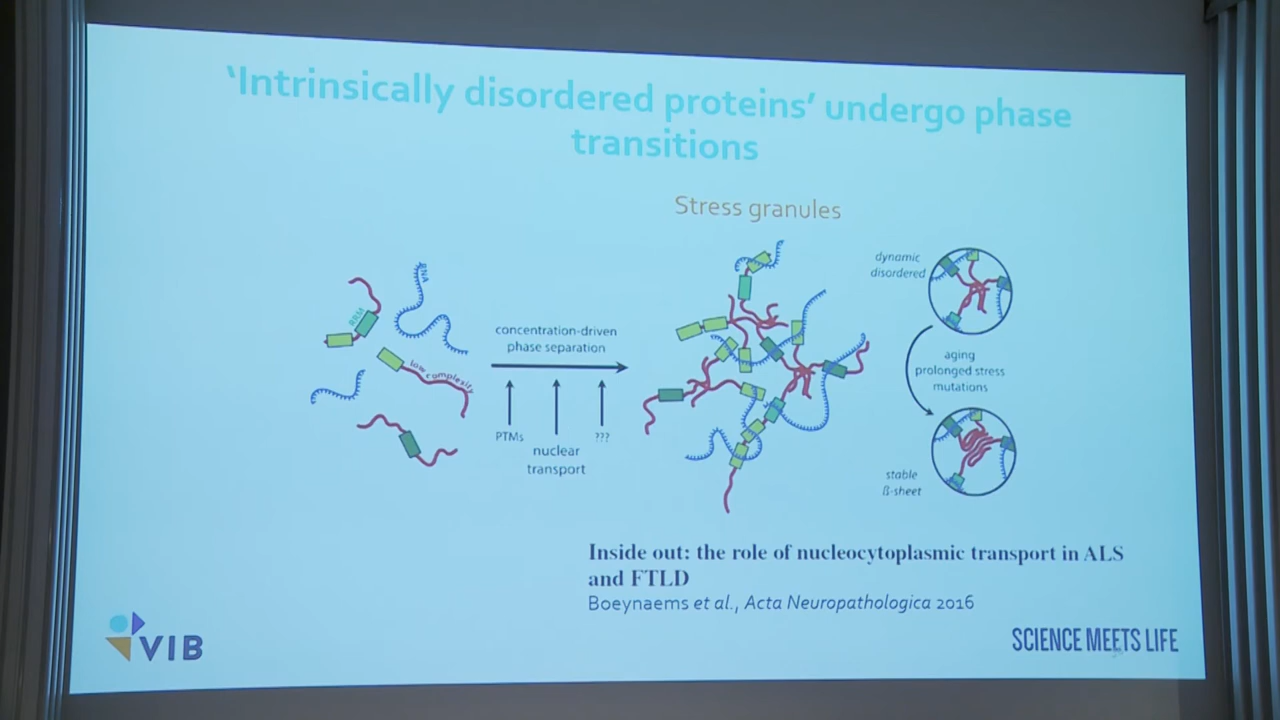 ‘Intrinsically disordered proteins’ undergo phase
transitions
Stress granules
RNA
RRM
low complexity
concentration-driven
phase separation
PTMs
nuclear
transport
???
dynamic
disordered
aging
prolonged stress
mutations
stable
ß-sheet
Inside out: the role of nucleocytoplasmic transport in ALS
and FTLD
Boeynaems et al., Acta Neuropathologica 2016
VIB
SCIENCE MEETS LIFE